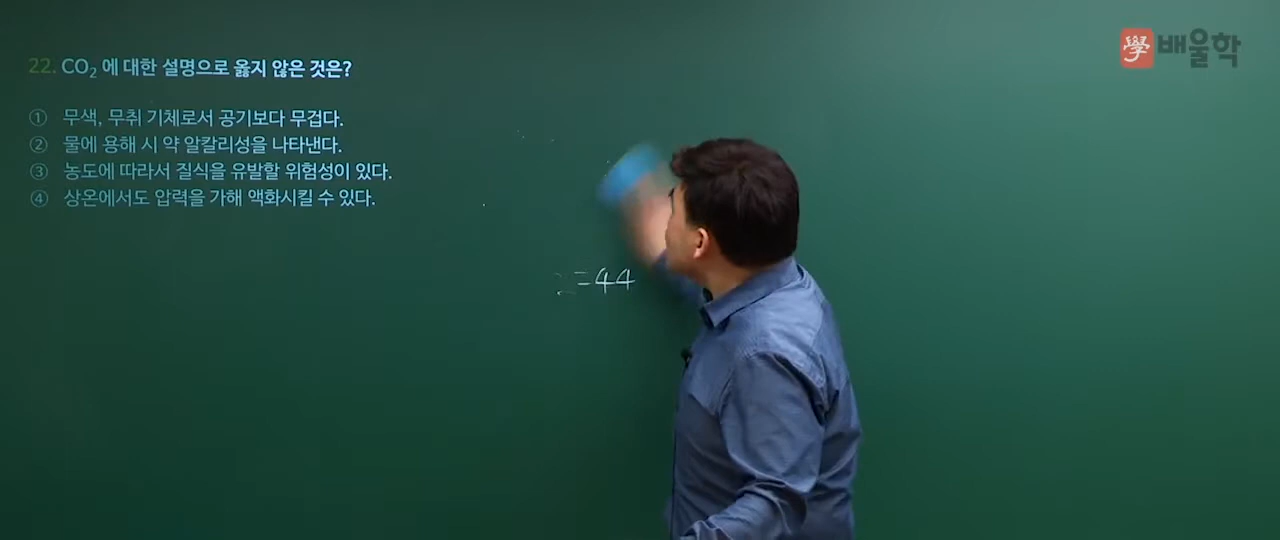 學배울학
22. CO₂ 에 대한 설명으로 옳지 않은 것은?
① 무색, 무취 기체로서 공기보다 무겁다.
② 물에 용해 시 약 알칼리성을 나타낸다.
③ 농도에 따라서 질식을 유발할 위험성이 있다.
④ 상온에서도 압력을 가해 액화시킬 수 있다.
=44